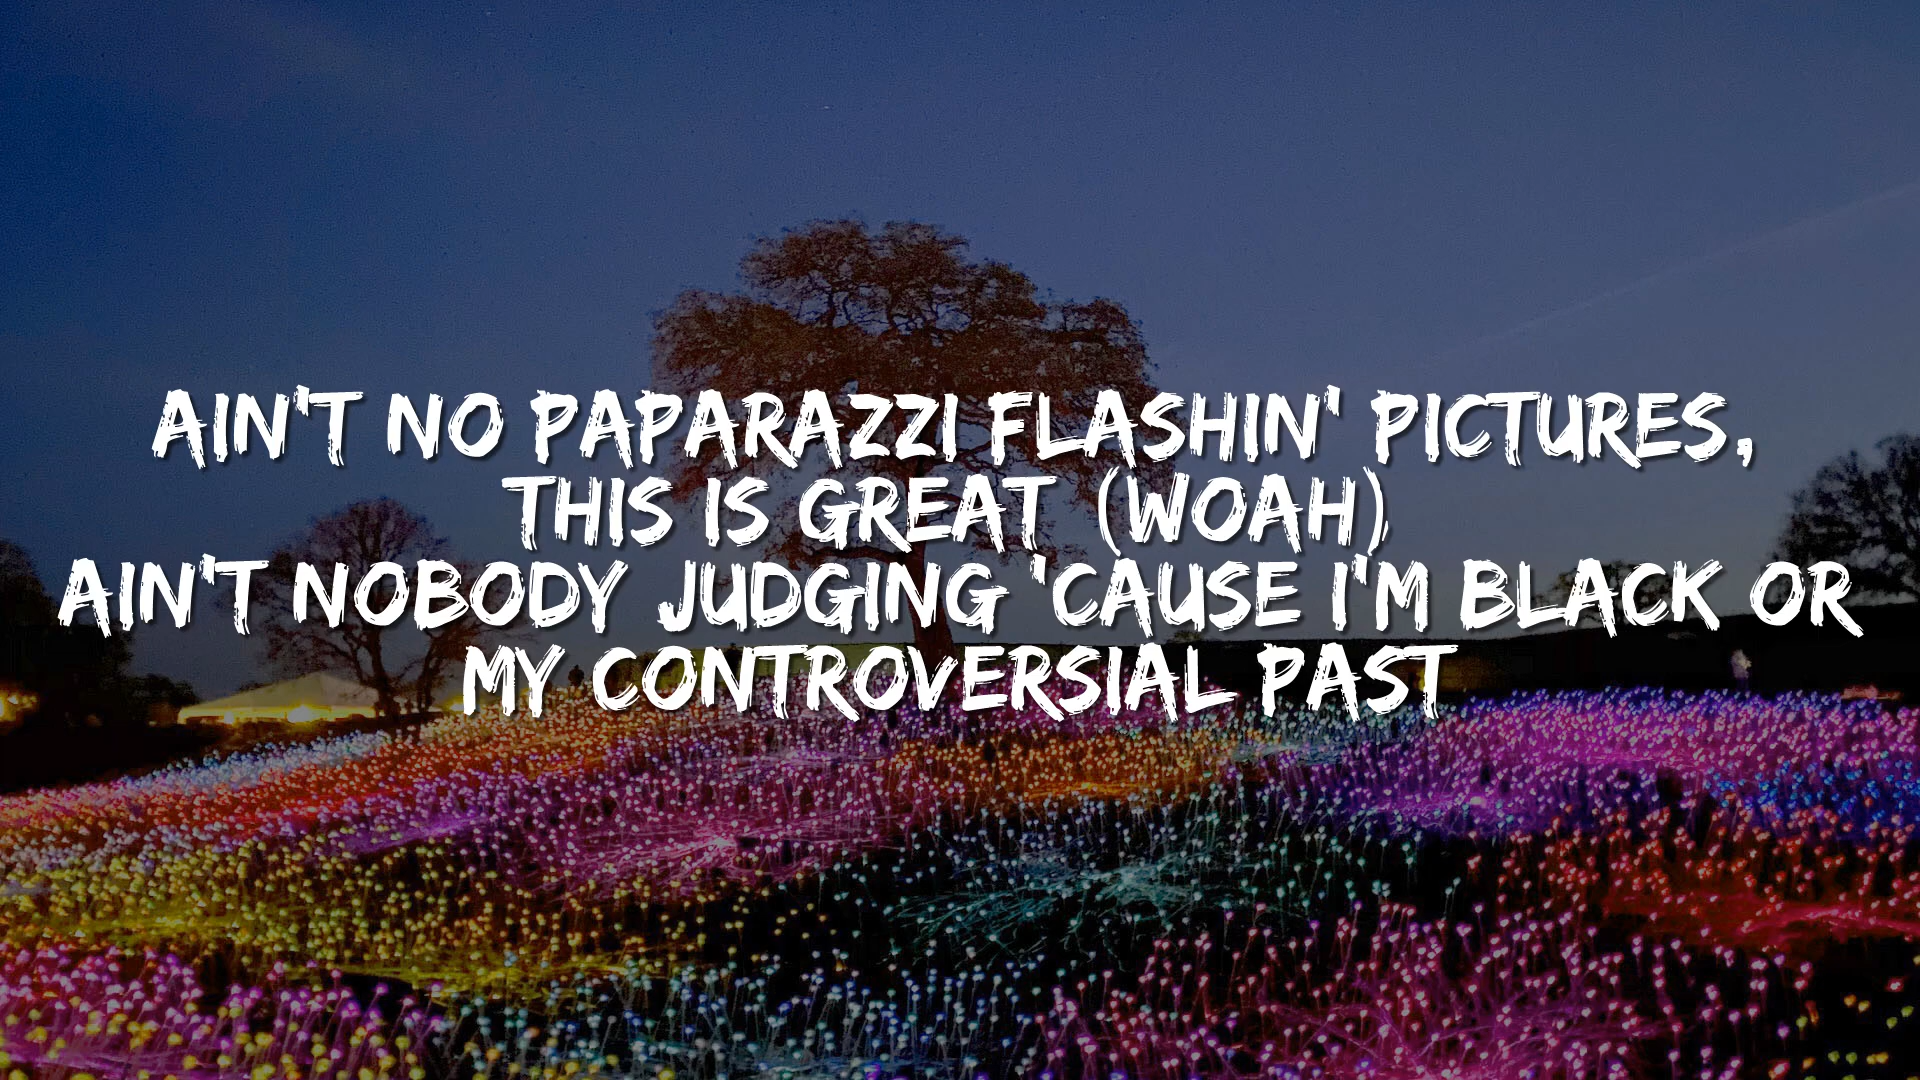 AIN'T NO PAPARAZZI FLASHIN' PICTURES,
THIS IS GREAT (WOAH)
AIN'T NOBODY JUDGING 'CAUSE I'M BLACK OR
MY CONTROVERSIAL PAST